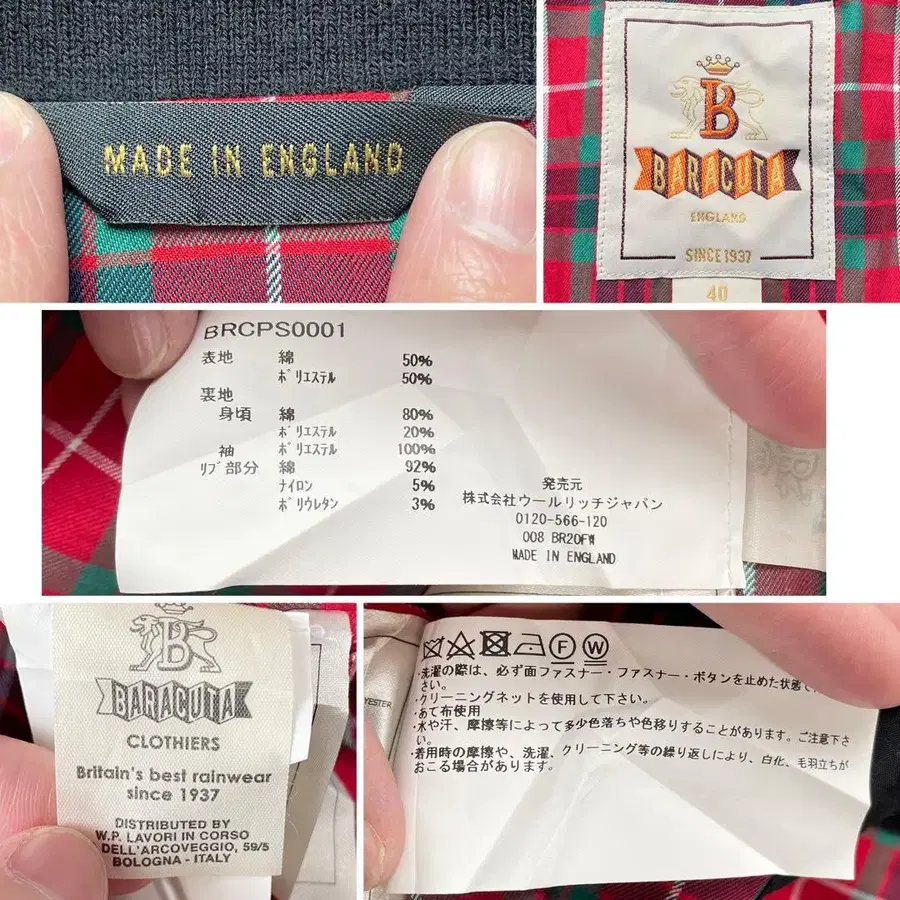 MADE IN ENGLAND
B
BARACUTA
ENGLAND
SINCE 1937
40
BRCPS0001
表地 綿 50%
ポリエステル 50%
裏地
身頃 綿 80%
ポリエステル 20%
袖 ポリエステル 100%
リブ部分 綿 92%
ナイロン 5%
ポリウレタン 3%
発売元
株式会社ウールリッチジャパン
0120-566-120
008 BR20FW
MADE IN ENGLAND
B
BARACUTA
CLOTHIERS
Britain's best rainwear
since 1937
DISTRIBUTED BY
W.P. LAVORI IN CORSO
DELL'ARCOVEGGIO, 59/5
BOLOGNA - ITALY
F W
・洗濯の際は、必ず面ファスナー・ファスナー・ボタンを止めた状態で
さい。
・クリーニングネットを使用して下さい。
・あて布使用
・水や汗、摩擦等によって多少色落ちや色移りすることがあります。ご注意下さ
い。
・着用時の摩擦や、洗濯、クリーニング等の繰り返しにより、白化、毛羽立ちが
おこる場合があります。